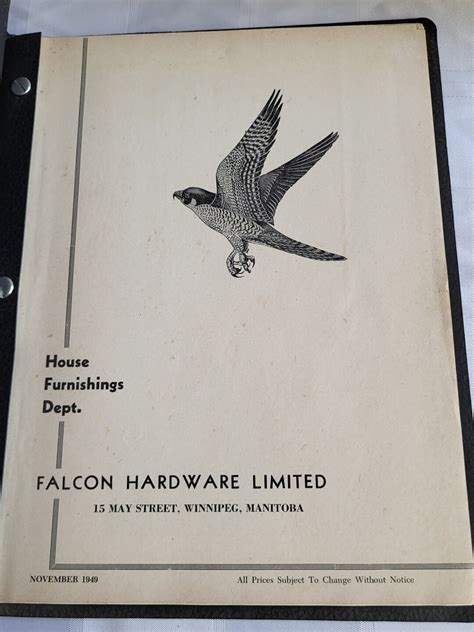 House
Furnishings
Dept.
FALCON HARDWARE LIMITED
15 MAY STREET, WINNIPEG, MANITOBA
NOVEMBER 1949
All Prices Subject To Change Without Notice